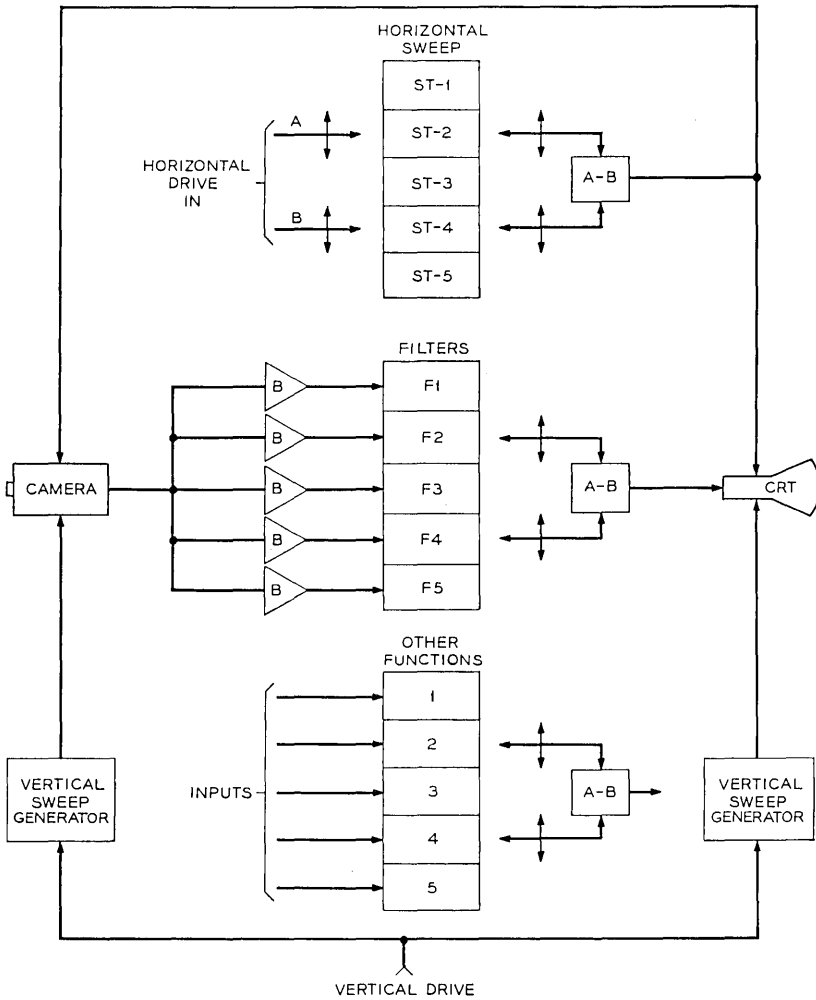 HORIZONTAL
SWEEP
ST-1
A
ST-2
HORIZONTAL
DRIVE
IN
ST-3
A-B
B
ST-4
ST-5
FILTERS
B
F1
B
F2
CAMERA
B
F3
A-B
CRT
B
F4
B
F5
OTHER
FUNCTIONS
1
2
VERTICAL
SWEEP
GENERATOR
INPUTS
3
A-B
VERTICAL
SWEEP
GENERATOR
4
5
VERTICAL DRIVE